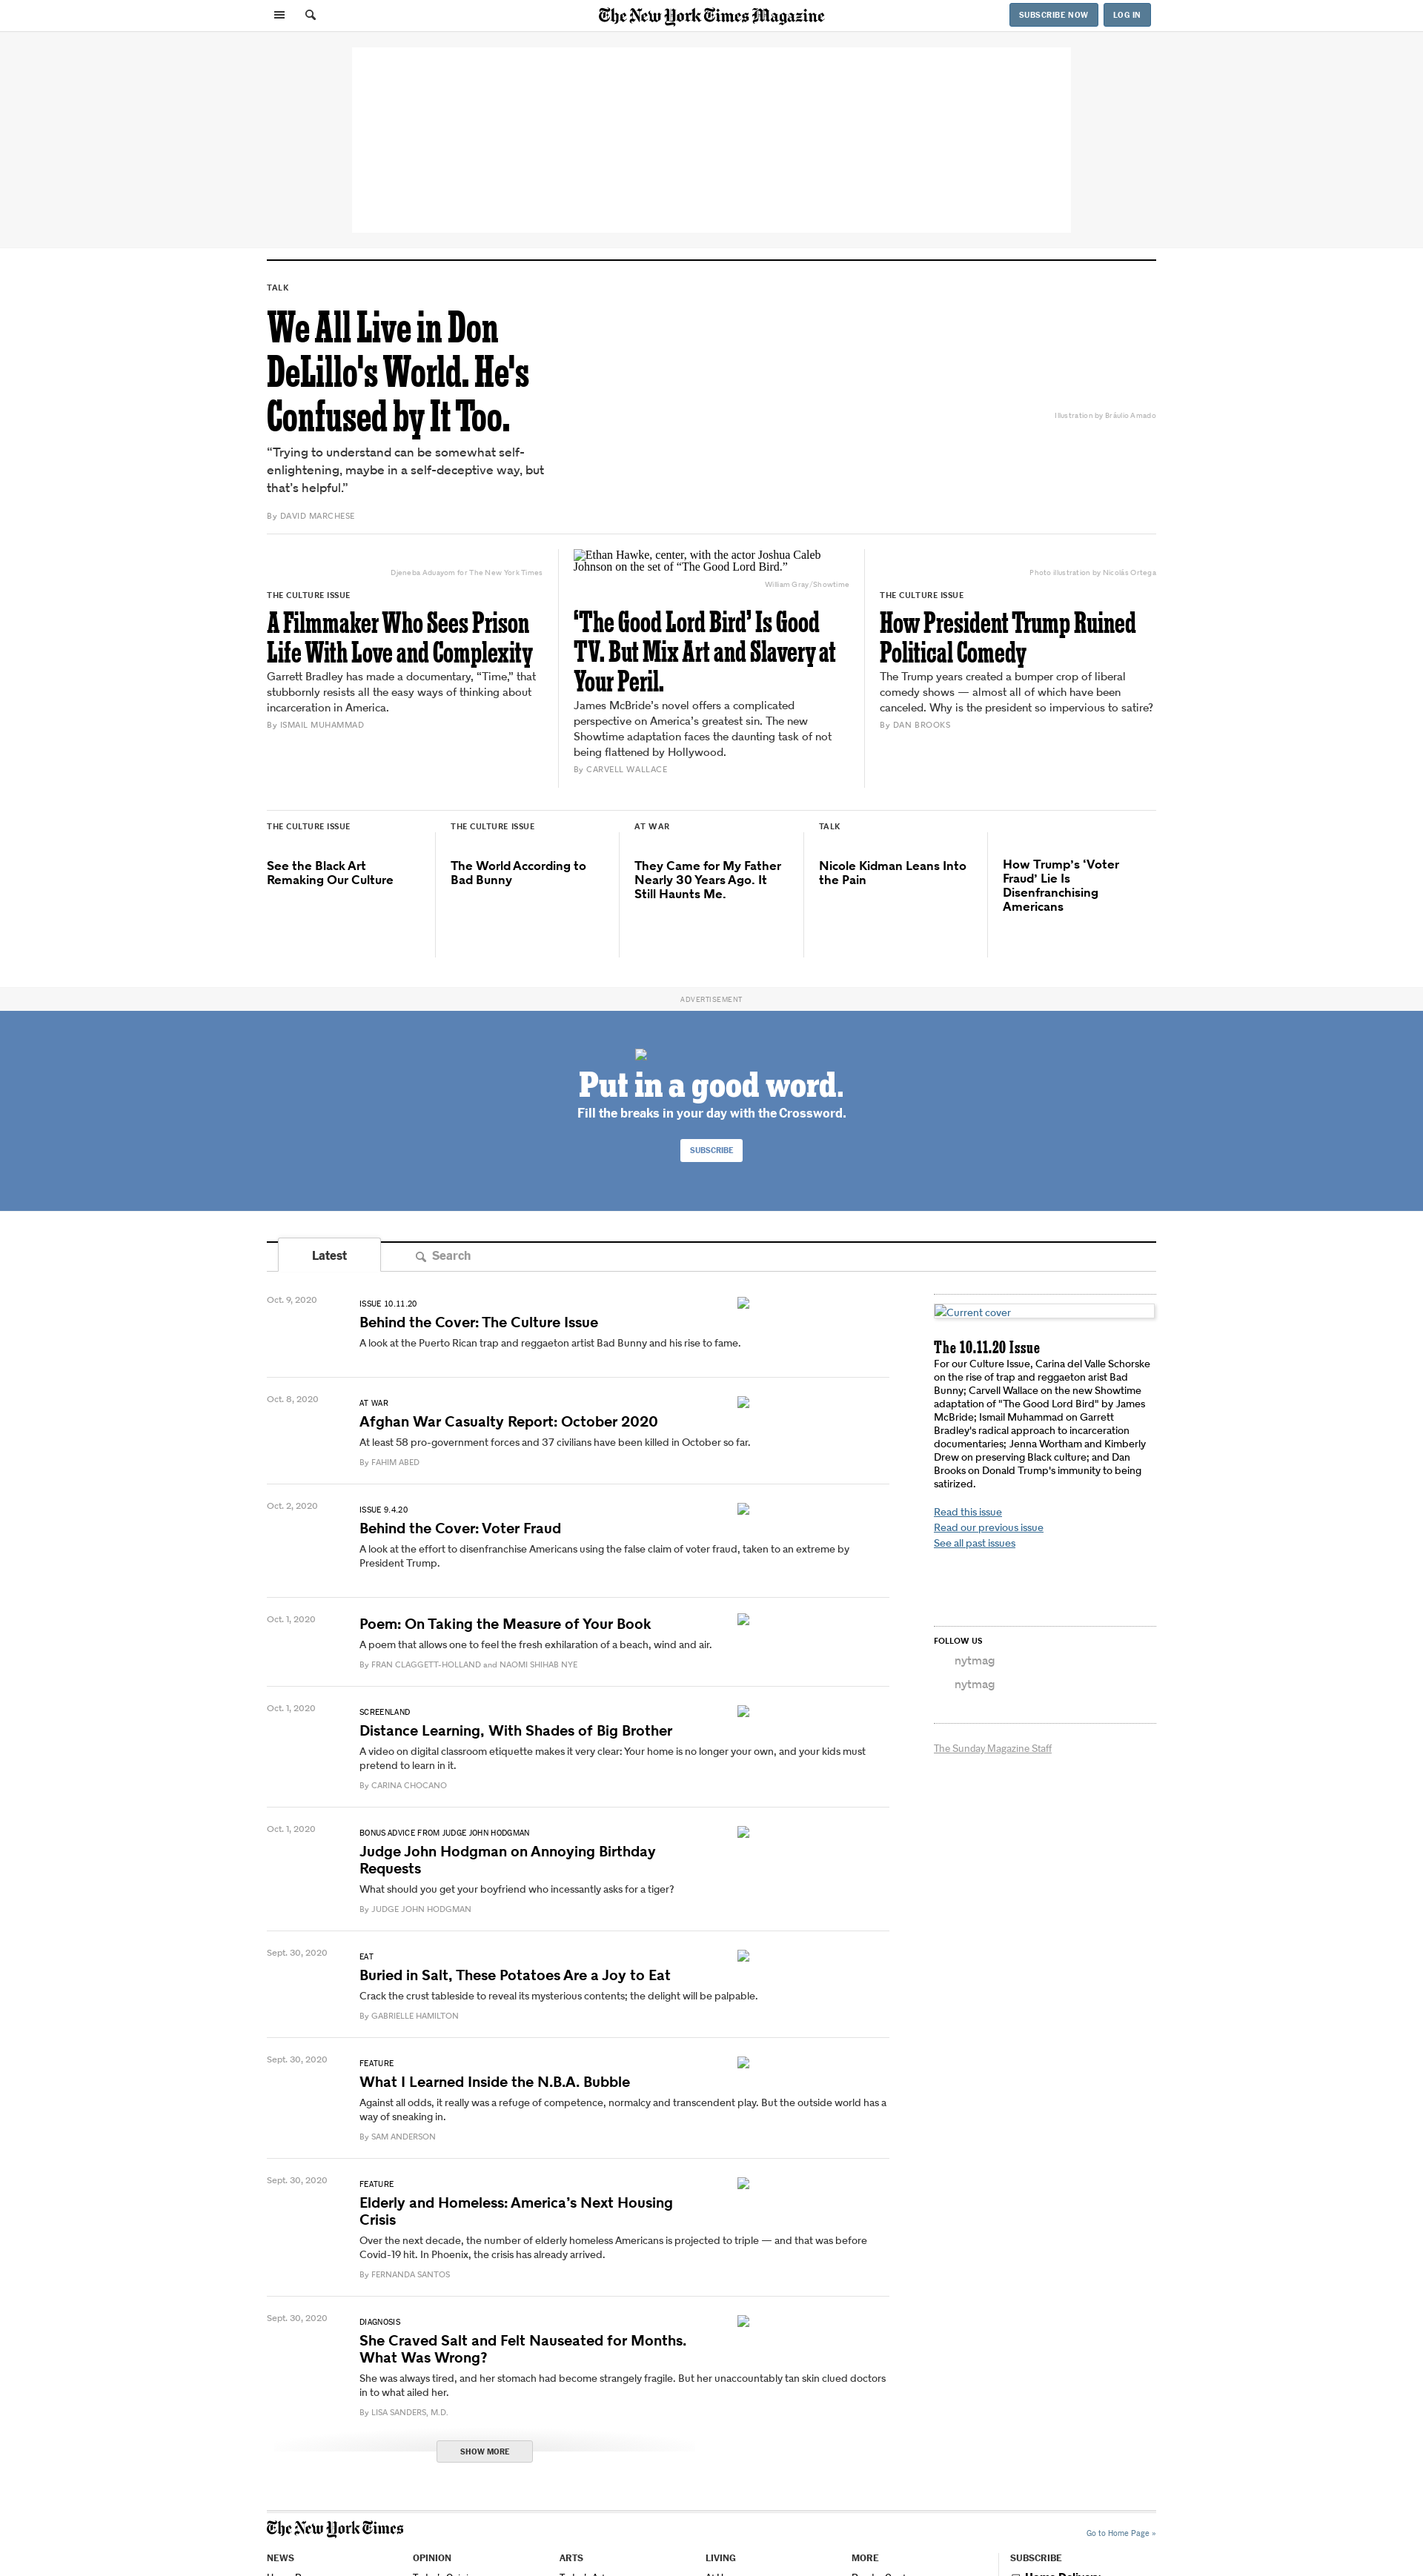 The New York Times Magazine
SUBSCRIBE NOW
LOG IN
TALK
We All Live in Don
DeLillo's World. He's
Confused by It Too.
“Trying to understand can be somewhat self-
enlightening, maybe in a self-deceptive way, but
that's helpful.”
By DAVID MARCHESE
Illustration by Bráulio Amado
Djeneba Aduayom for The New York Times
THE CULTURE ISSUE
A Filmmaker Who Sees Prison
Life With Love and Complexity
Garrett Bradley has made a documentary, “Time,” that
stubbornly resists all the easy ways of thinking about
incarceration in America.
By ISMAIL MUHAMMAD
Ethan Hawke, center, with the actor Joshua Caleb
Johnson on the set of “The Good Lord Bird.”
William Gray/Showtime
‘The Good Lord Bird’ Is Good
TV. But Mix Art and Slavery at
Your Peril.
James McBride’s novel offers a complicated
perspective on America’s greatest sin. The new
Showtime adaptation faces the daunting task of not
being flattened by Hollywood.
By CARVELL WALLACE
Photo illustration by Nicolás Ortega
THE CULTURE ISSUE
How President Trump Ruined
Political Comedy
The Trump years created a bumper crop of liberal
comedy shows — almost all of which have been
canceled. Why is the president so impervious to satire?
By DAN BROOKS
THE CULTURE ISSUE
See the Black Art
Remaking Our Culture
THE CULTURE ISSUE
The World According to
Bad Bunny
AT WAR
They Came for My Father
Nearly 30 Years Ago. It
Still Haunts Me.
TALK
Nicole Kidman Leans Into
the Pain
How Trump’s ‘Voter
Fraud’ Lie Is
Disenfranchising
Americans
ADVERTISEMENT
Put in a good word.
Fill the breaks in your day with the Crossword.
SUBSCRIBE
Latest
Search
Oct. 9, 2020
ISSUE 10.11.20
Behind the Cover: The Culture Issue
A look at the Puerto Rican trap and reggaeton artist Bad Bunny and his rise to fame.
Oct. 8, 2020
AT WAR
Afghan War Casualty Report: October 2020
At least 58 pro-government forces and 37 civilians have been killed in October so far.
By FAHIM ABED
Oct. 2, 2020
ISSUE 9.4.20
Behind the Cover: Voter Fraud
A look at the effort to disenfranchise Americans using the false claim of voter fraud, taken to an extreme by
President Trump.
Oct. 1, 2020
Poem: On Taking the Measure of Your Book
A poem that allows one to feel the fresh exhilaration of a beach, wind and air.
By FRAN CLAGGETT-HOLLAND and NAOMI SHIHAB NYE
Oct. 1, 2020
SCREENLAND
Distance Learning, With Shades of Big Brother
A video on digital classroom etiquette makes it very clear: Your home is no longer your own, and your kids must
pretend to learn in it.
By CARINA CHOCANO
Oct. 1, 2020
BONUS ADVICE FROM JUDGE JOHN HODGMAN
Judge John Hodgman on Annoying Birthday
Requests
What should you get your boyfriend who incessantly asks for a tiger?
By JUDGE JOHN HODGMAN
Sept. 30, 2020
EAT
Buried in Salt, These Potatoes Are a Joy to Eat
Crack the crust tableside to reveal its mysterious contents; the delight will be palpable.
By GABRIELLE HAMILTON
Sept. 30, 2020
FEATURE
What I Learned Inside the N.B.A. Bubble
Against all odds, it really was a refuge of competence, normalcy and transcendent play. But the outside world has a
way of sneaking in.
By SAM ANDERSON
Sept. 30, 2020
FEATURE
Elderly and Homeless: America’s Next Housing
Crisis
Over the next decade, the number of elderly homeless Americans is projected to triple — and that was before
Covid-19 hit. In Phoenix, the crisis has already arrived.
By FERNANDA SANTOS
Sept. 30, 2020
DIAGNOSIS
She Craved Salt and Felt Nauseated for Months.
What Was Wrong?
She was always tired, and her stomach had become strangely fragile. But her unaccountably tan skin clued doctors
in to what ailed her.
By LISA SANDERS, M.D.
SHOW MORE
Current cover
The 10.11.20 Issue
For our Culture Issue, Carina del Valle Schorske
on the rise of trap and reggaeton arist Bad
Bunny; Carvell Wallace on the new Showtime
adaptation of "The Good Lord Bird" by James
McBride; Ismail Muhammad on Garrett
Bradley's radical approach to incarceration
documentaries; Jenna Wortham and Kimberly
Drew on preserving Black culture; and Dan
Brooks on Donald Trump's immunity to being
satirized.
Read this issue
Read our previous issue
See all past issues
FOLLOW US
nytmag
nytmag
The Sunday Magazine Staff
The New York Times
Go to Home Page »
NEWS
OPINION
ARTS
LIVING
MORE
SUBSCRIBE